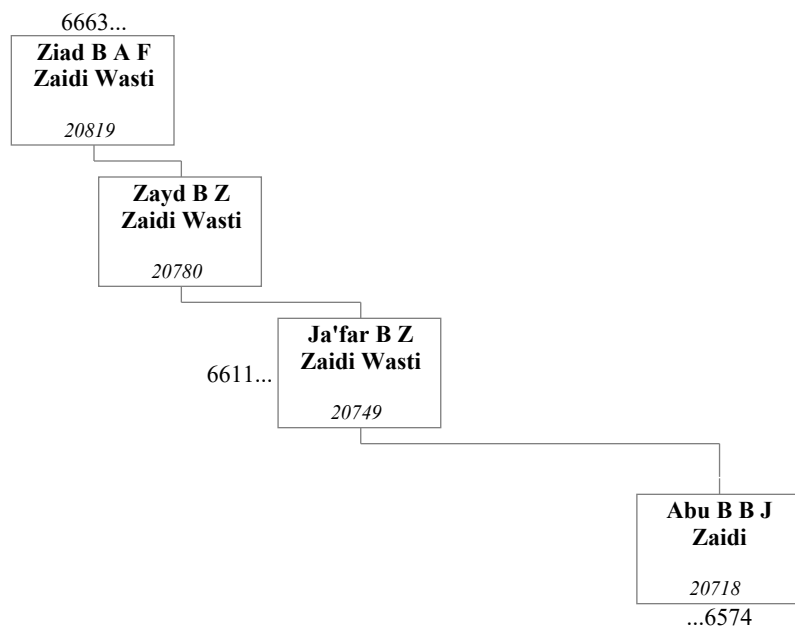 6663...
Ziad B A F
Zaidi Wasti
20819
Zayd B Z
Zaidi Wasti
20780
Ja'far B Z
Zaidi Wasti
6611...
20749
Abu B B J
Zaidi
20718
...6574